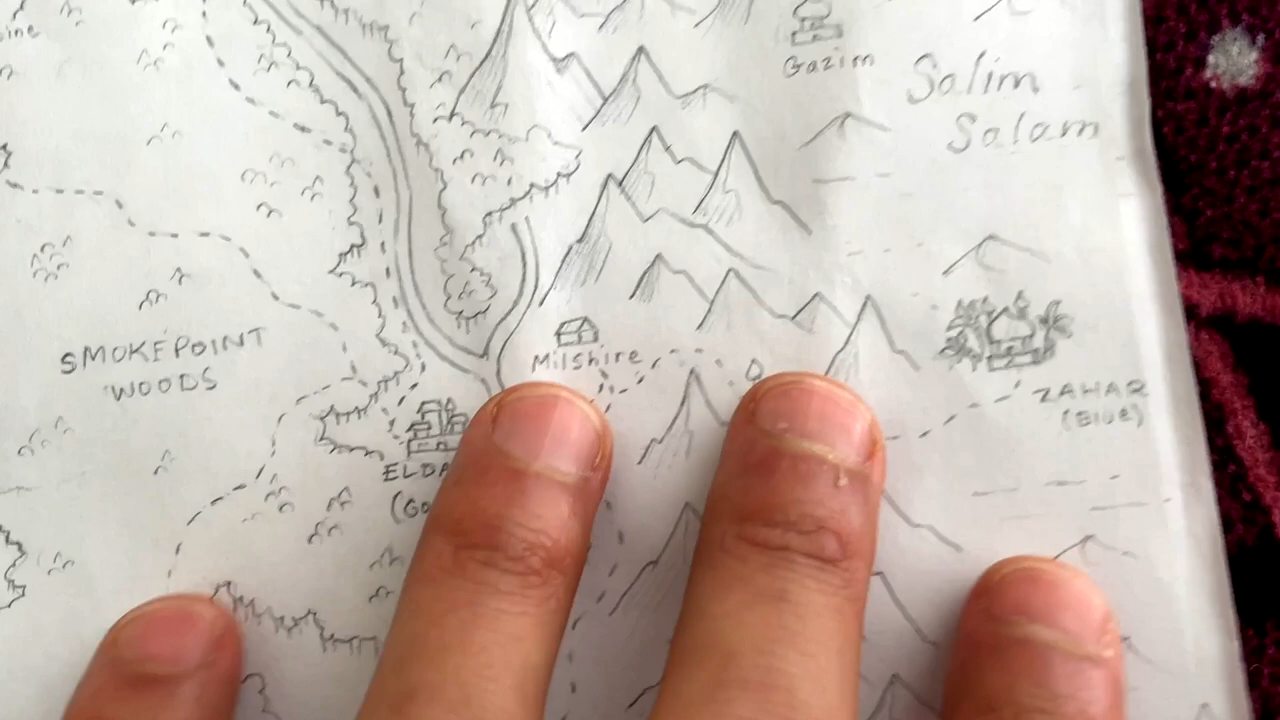 Gazim
Salim
Salam
Milshire
SMOKEPOINT
WOODS
ZAHAR
(Blue)